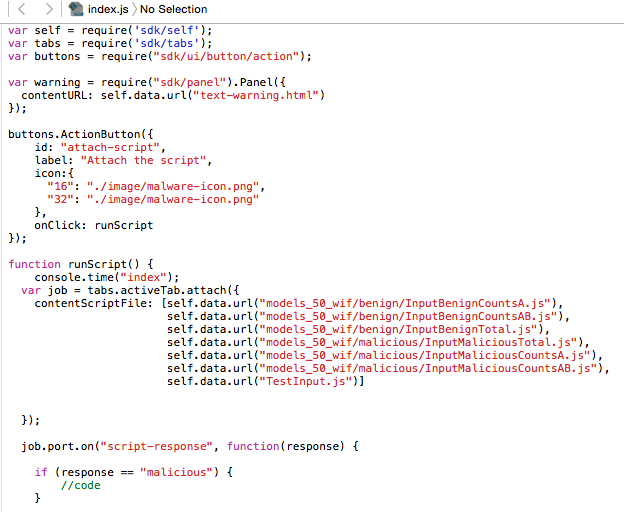 index.js › No Selection
var self = require('sdk/self');
var tabs = require('sdk/tabs');
var buttons = require("sdk/ui/button/action");
var warning = require("sdk/panel").Panel({
contentURL: self.data.url("text-warning.html")
});
buttons.ActionButton({
id: "attach-script",
label: "Attach the script",
icon:{
"16": "./image/malware-icon.png",
"32": "./image/malware-icon.png"
},
onClick: runScript
});
function runScript() {
console.time("index");
var job = tabs.activeTab.attach({
contentScriptFile: [self.data.url("models_50_wif/benign/InputBenignCountsA.js"),
self.data.url("models_50_wif/benign/InputBenignCountsAB.js"),
self.data.url("models_50_wif/benign/InputBenignTotal.js"),
self.data.url("models_50_wif/malicious/InputMaliciousTotal.js"),
self.data.url("models_50_wif/malicious/InputMaliciousCountsA.js"),
self.data.url("models_50_wif/malicious/InputMaliciousCountsAB.js"),
self.data.url("TestInput.js")]
});
job.port.on("script-response", function(response) {
if (response == "malicious") {
//code
}